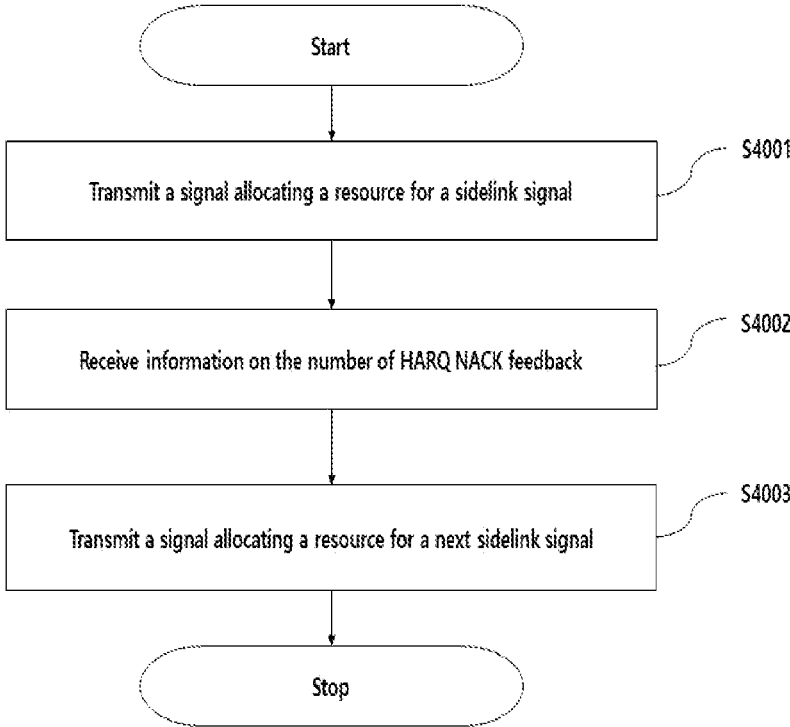 Start
S4001
Transmit a signal allocating a resource for a sidelink signal
S4002
Receive information on the number of HARQ NACK feedback
S4003
Transmit a signal allocating a resource for a next sidelink signal
Stop